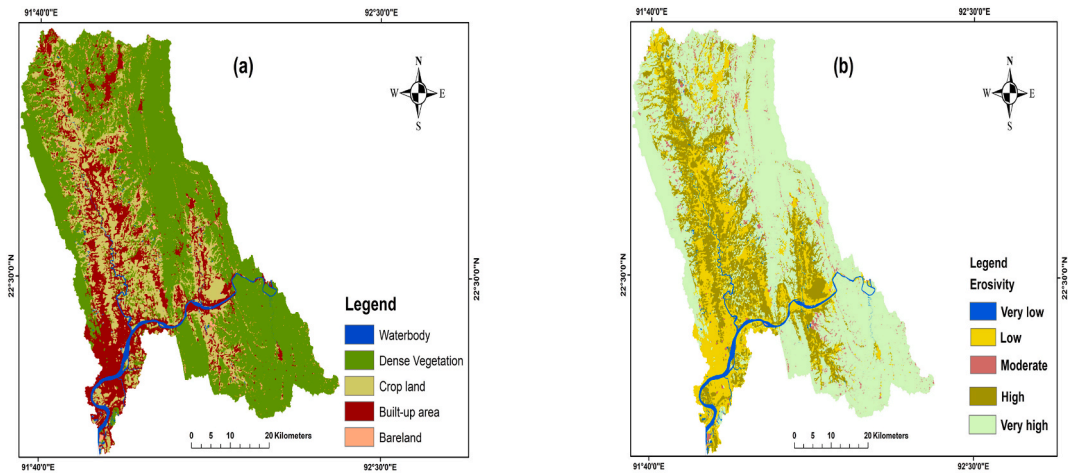 91°40'0"E
92°30'0"E
(a)
N
W E
S
22°30'0"N
Legend
Waterbody
Dense Vegetation
Crop land
Built-up area
Bareland
0 5 10 20 Kilometers
91°40'0"E
92°30'0"E
91°40'0"E
92°30'0"E
(b)
N
W E
S
22°30'0"N
22°30'0"N
Legend
Erosivity
Very low
Low
Moderate
High
Very high
0 5 10 20 Kilometers
91°40'0"E
92°30'0"E